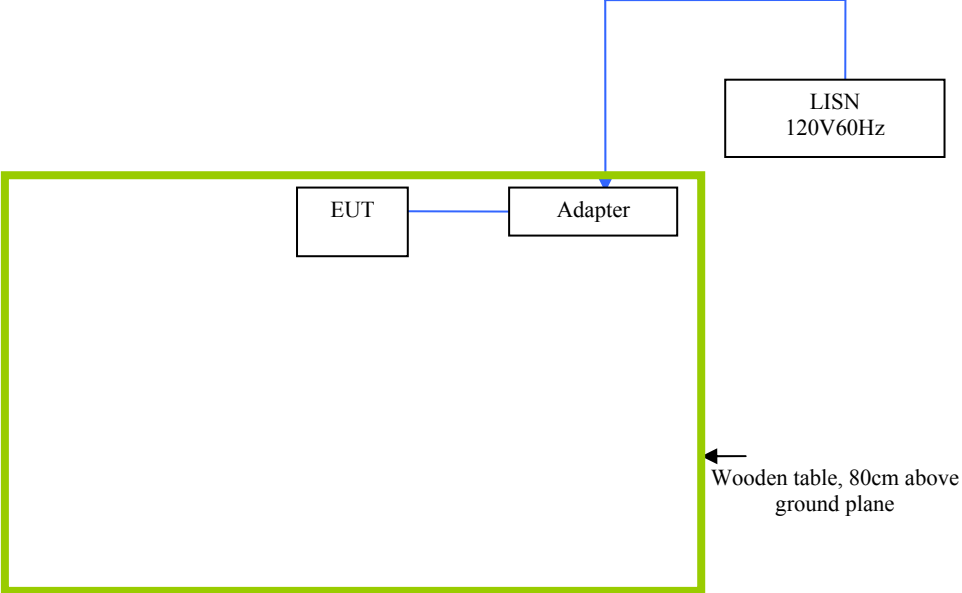 LISN
120V60Hz
EUT
Adapter
Wooden table, 80cm above
ground plane